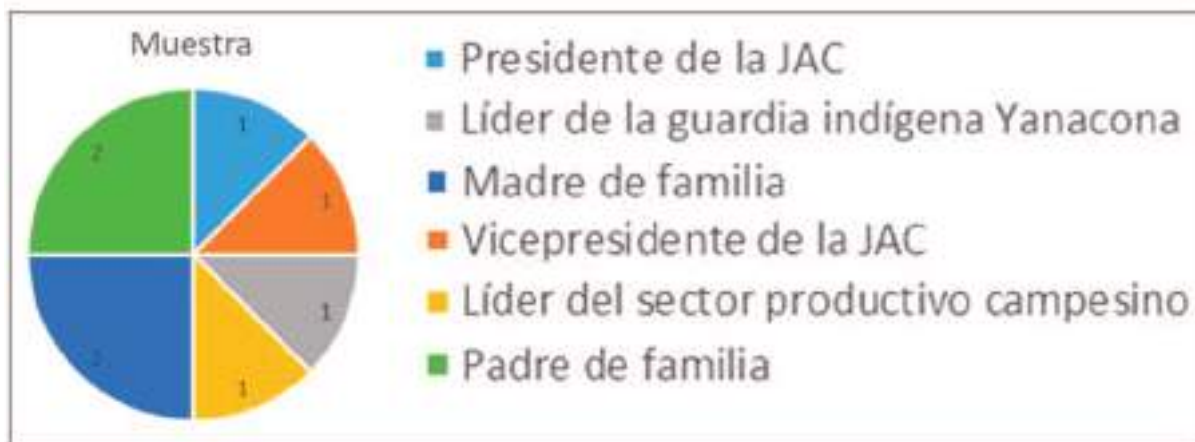 Muestra
Presidente de la JAC
Líder de la guardia indígena Yanacona
Madre de familia
Vicepresidente de la JAC
Líder del sector productivo campesino
Padre de familia
1
1
1
1
2
2